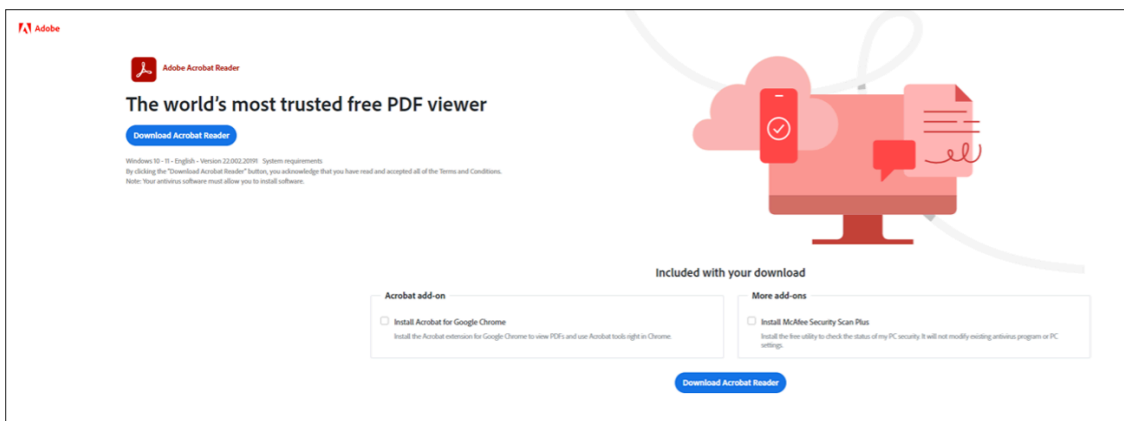 Adobe
Adobe Acrobat Reader
The world's most trusted free PDF viewer
Download Acrobat Reader
Windows 10 - 11 - English - Version 22.002.20191 System requirements
By clicking the "Download Acrobat Reader" button, you acknowledge that you have read and accepted all of the Terms and Conditions.
Note: Your antivirus software must allow you to install software.
Included with your download
Acrobat add-on
Install Acrobat for Google Chrome
Install the Acrobat extension for Google Chrome to view PDFs and use Acrobat tools right in Chrome.
More add-ons
Install McAfee Security Scan Plus
Install the free utility to check the status of my PC security. It will not modify existing antivirus program or PC
settings.
Download Acrobat Reader